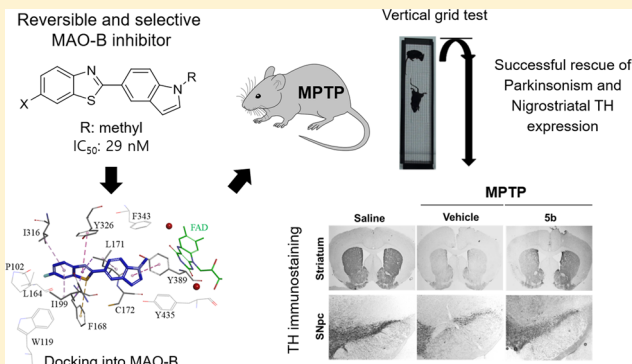 Reversible and selective
MAO-B inhibitor
R
N
N
S
X
R: methyl
IC50: 29 nM
MPTP
Vertical grid test
Successful rescue of
Parkinsonism and
Nigrostriatal TH
expression
I316
Y326
F343
FAD
L171
P102
Y389
L164
I199
C172
Y435
F168
W119
Docking into MAO-B
MPTP
Saline
Vehicle
5b
TH immunostaining
Striatum
SNpc